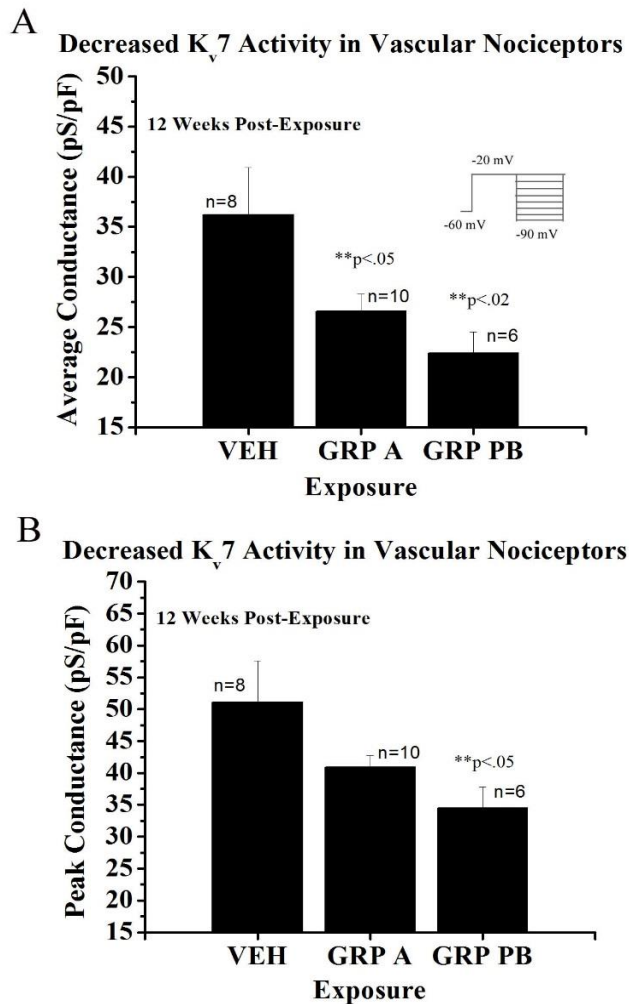 A
Decreased Kv7 Activity in Vascular Nociceptors
50
45
40
35
30
25
20
15
Average Conductance (pS/pF)
12 Weeks Post-Exposure
-20 mV
-60 mV
-90 mV
n=8
**p<.05
n=10
**p<.02
n=6
VEH GRP A GRP PB
Exposure
B
Decreased Kv7 Activity in Vascular Nociceptors
70
65
60
55
50
45
40
35
30
25
20
15
Peak Conductance (pS/pF)
12 Weeks Post-Exposure
n=8
n=10
**p<.05
n=6
VEH GRP A GRP PB
Exposure